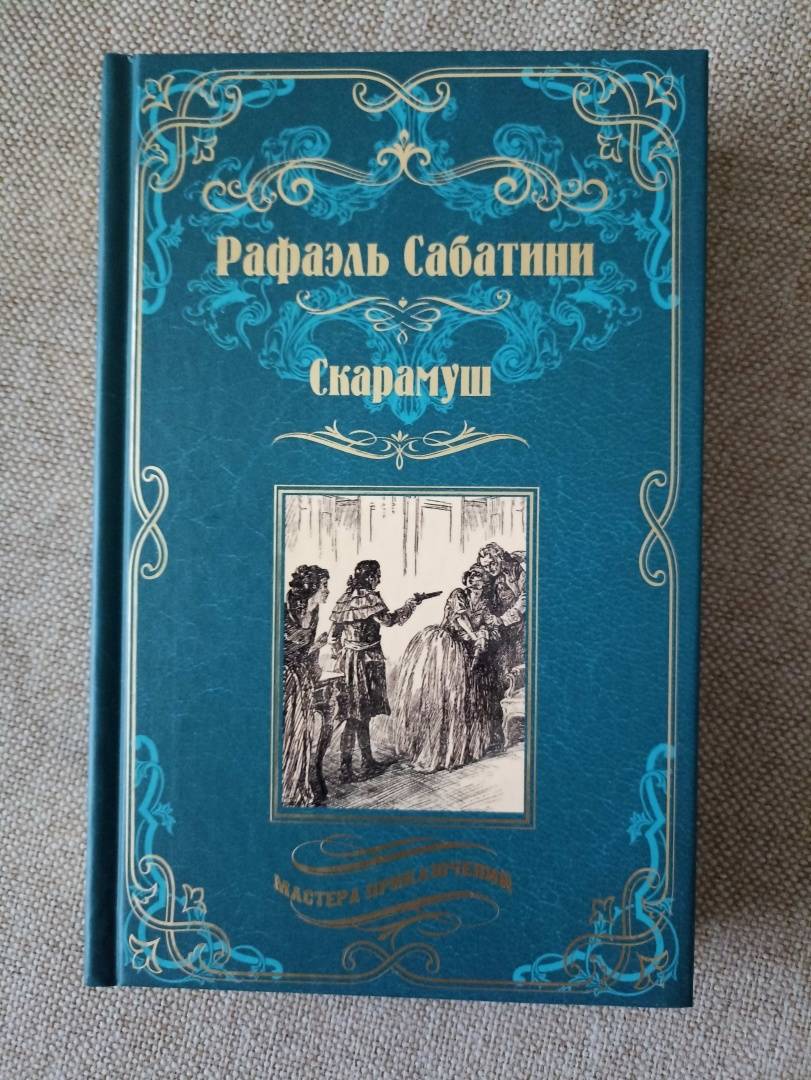 Рафаэль Сабатини
Скарамуш
МАСТЕРА ПРИКЛЮЧЕНИЙ